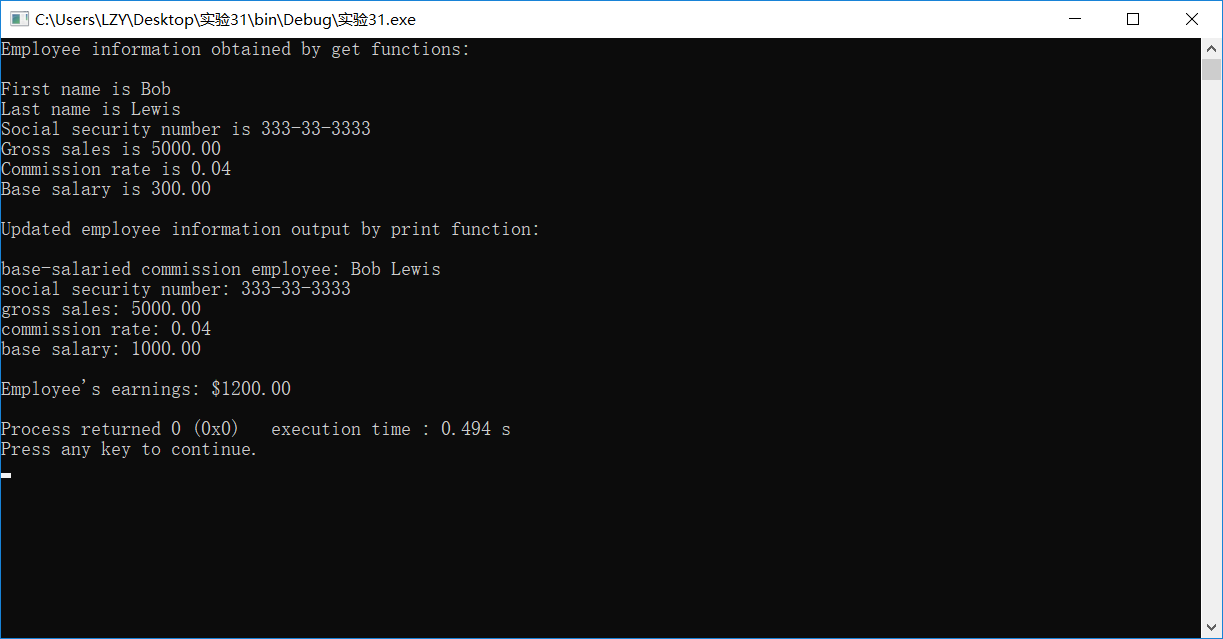 C:\Users\LZY\Desktop\实验31\bin\Debug\实验31.exe
Employee information obtained by get functions:
First name is Bob
Last name is Lewis
Social security number is 333-33-3333
Gross sales is 5000.00
Commission rate is 0.04
Base salary is 300.00
Updated employee information output by print function:
base-salaried commission employee: Bob Lewis
social security number: 333-33-3333
gross sales: 5000.00
commission rate: 0.04
base salary: 1000.00
Employee's earnings: $1200.00
Process returned 0 (0x0)   execution time : 0.494 s
Press any key to continue.